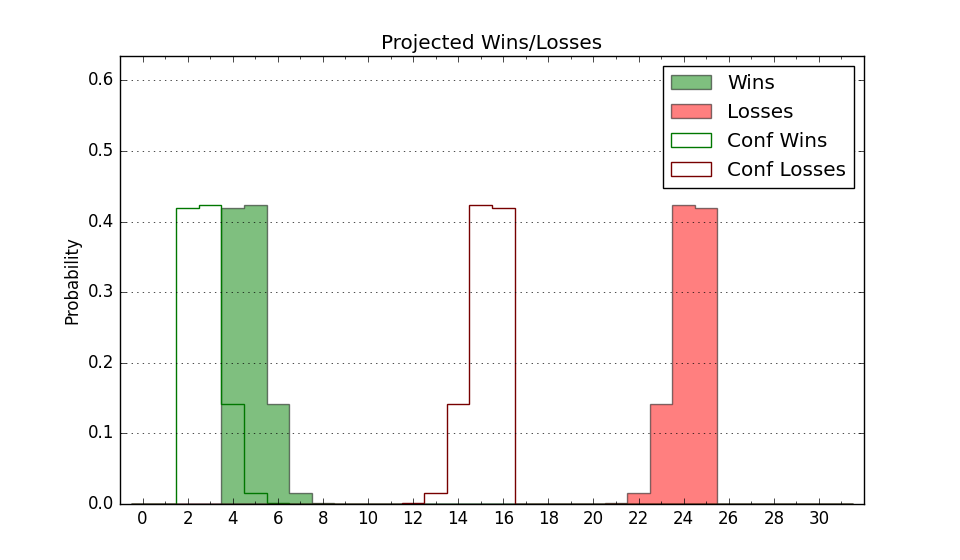 Projected Wins/Losses
Probability
0.6
0.5
0.4
0.3
0.2
0.1
0.0
Wins
Losses
Conf Wins
Conf Losses
0 2 4 6 8 10 12 14 16 18 20 22 24 26 28 30